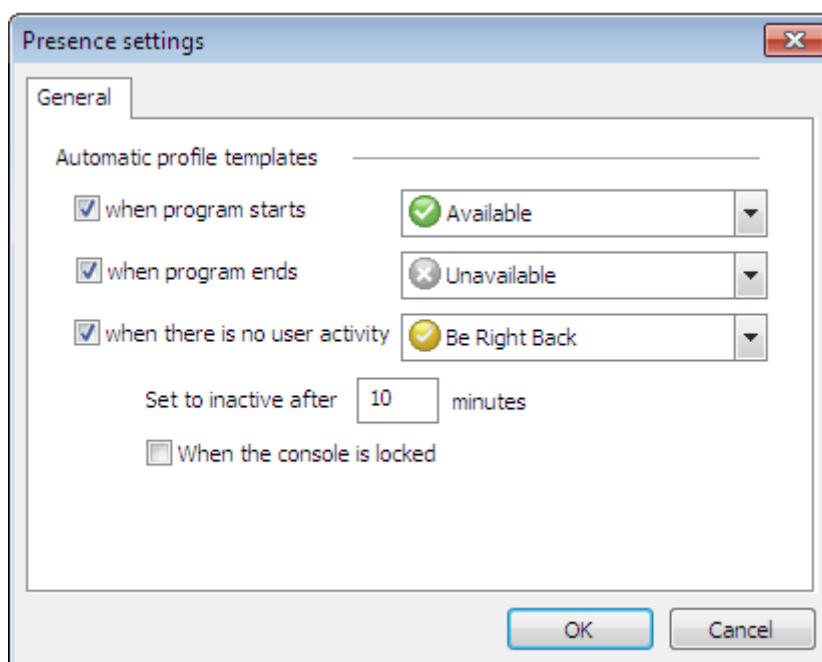 Presence settings
General
Automatic profile templates
when program starts Available
when program ends Unavailable
when there is no user activity Be Right Back
Set to inactive after 10 minutes
When the console is locked
OK Cancel